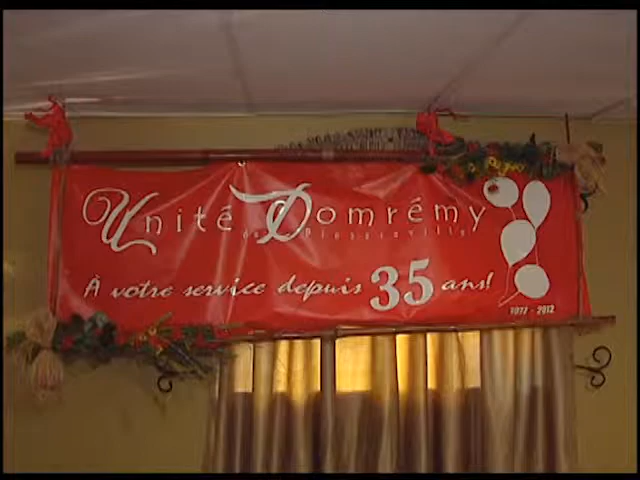 Unité Domrémy
de Plessisville
À votre service depuis 35 ans!
1977 - 2012